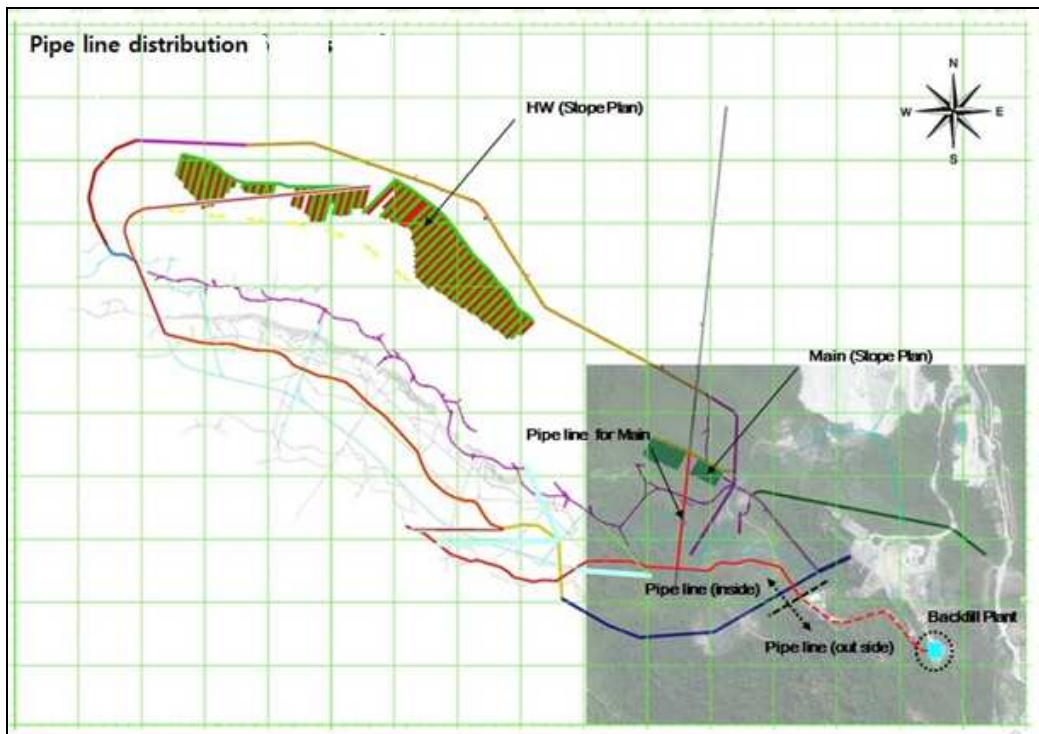 Pipe line distribution
N
HW (Slope Plan)
W
E
S
Main (Slope Plan)
Pipe line for Main
Pipe line (inside)
Backfill Plant
Pipe line (out side)